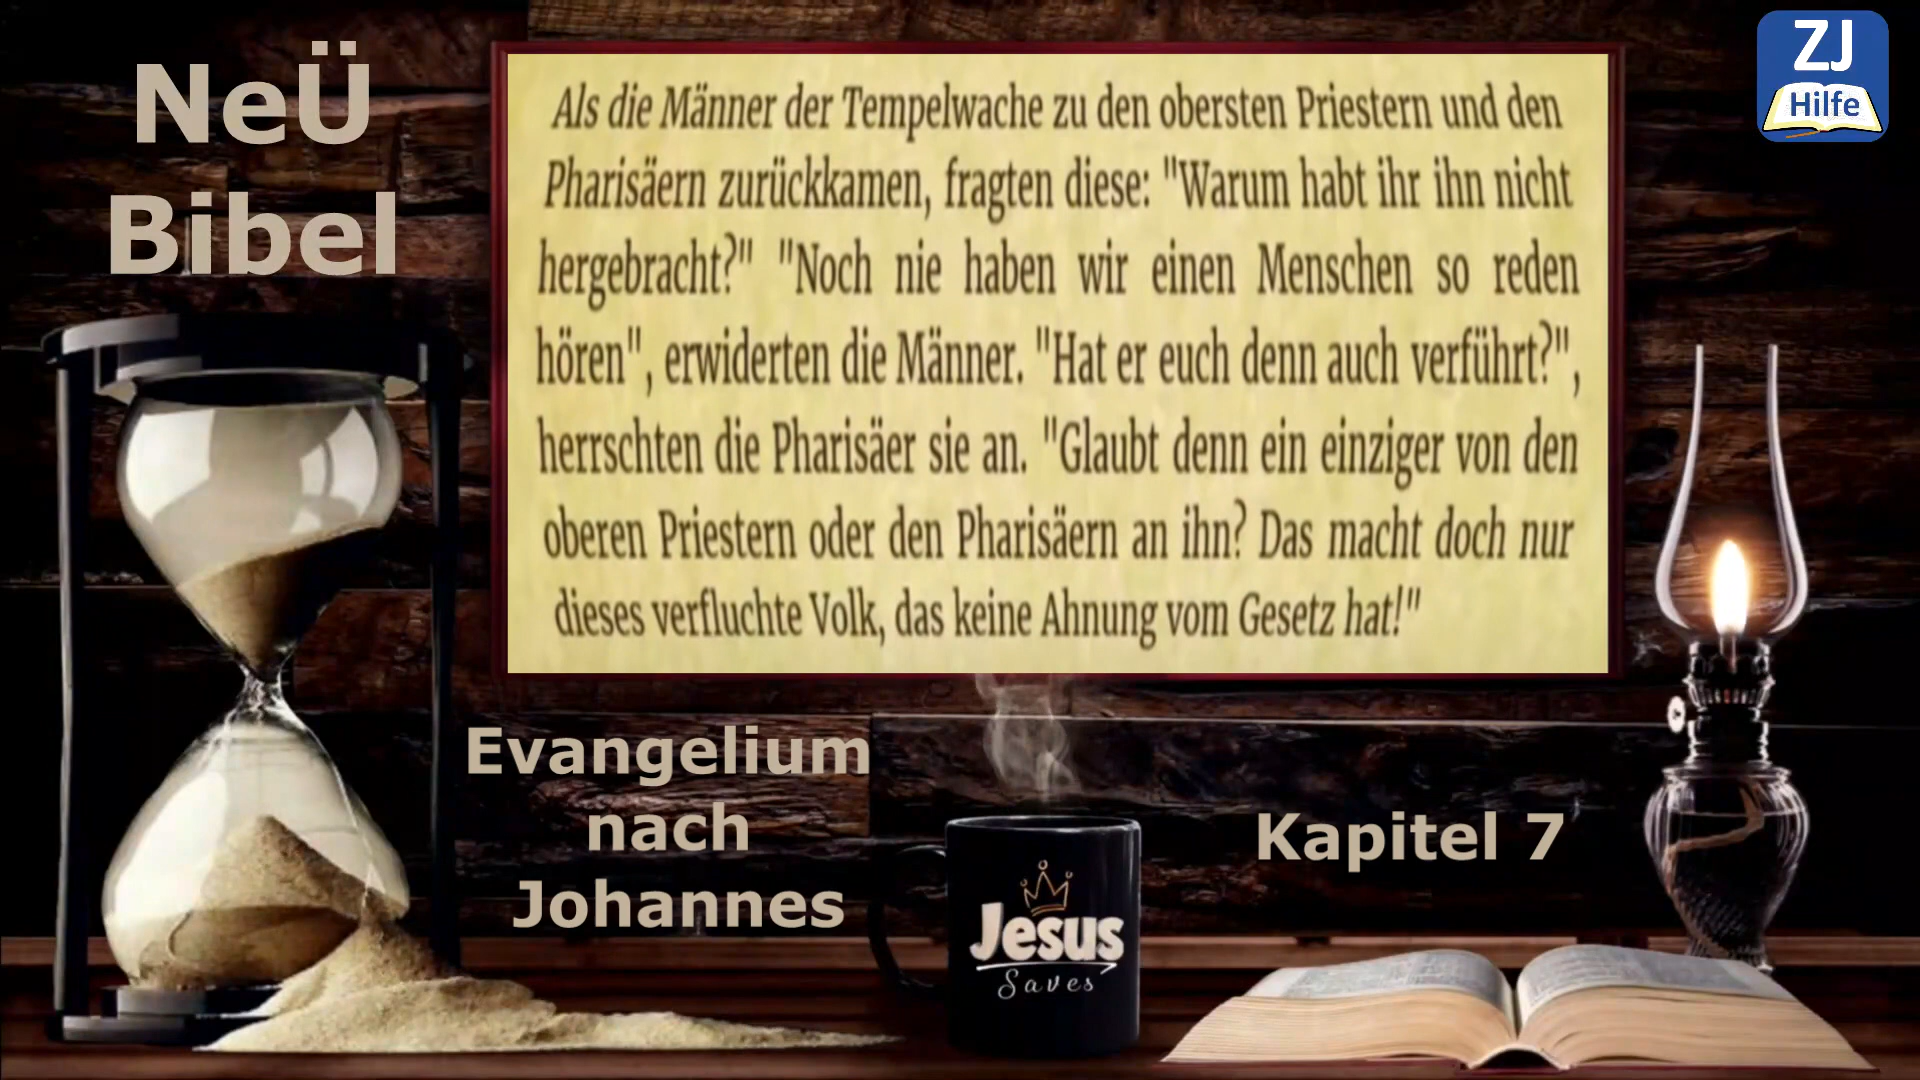 NeÜ
Bibel
Als die Männer der Tempelwache zu den obersten Priestern und den
Pharisäern zurückkamen, fragten diese: "Warum habt ihr ihn nicht
hergebracht?" "Noch nie haben wir einen Menschen so reden
hören", erwiderten die Männer. "Hat er euch denn auch verführt?",
herrschten die Pharisäer sie an. "Glaubt denn ein einziger von den
oberen Priestern oder den Pharisäern an ihn? Das macht doch nur
dieses verfluchte Volk, das keine Ahnung vom Gesetz hat!"
ZJ
Hilfe
Evangelium
nach
Johannes
Kapitel 7
Jesus
Saves